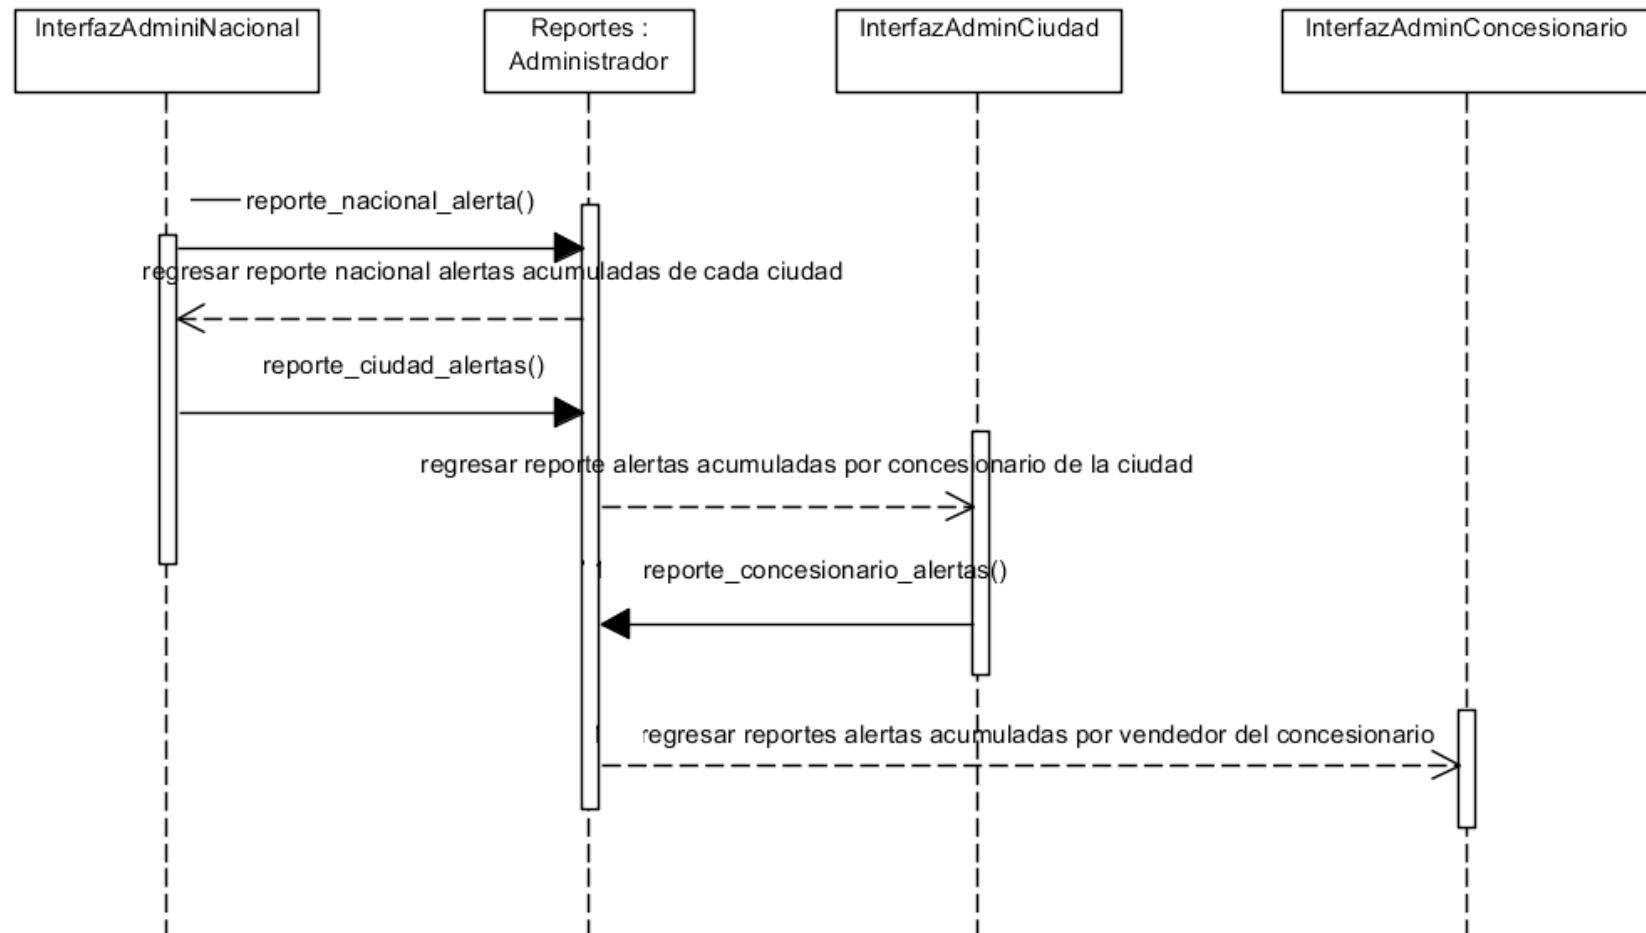 InterfazAdminiNacional
Reportes :
Administrador
InterfazAdminCiudad
InterfazAdminConcesionario
reporte_nacional_alerta()
regresar reporte nacional alertas acumuladas de cada ciudad
reporte_ciudad_alertas()
regresar reporte alertas acumuladas por concesionario de la ciudad
reporte_concesionario_alertas()
regresar reportes alertas acumuladas por vendedor del concesionario